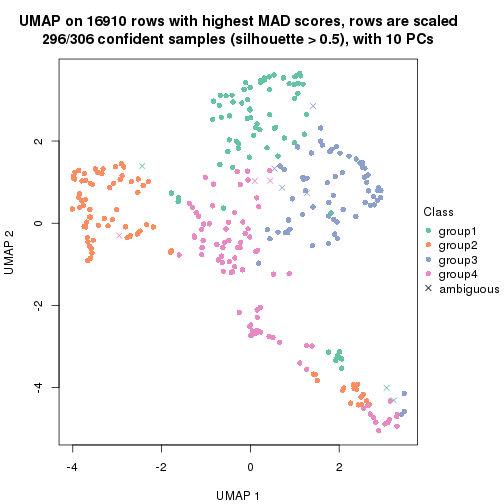 UMAP on 16910 rows with highest MAD scores, rows are scaled
296/306 confident samples (silhouette > 0.5), with 10 PCs
UMAP 2
2
0
-2
-4
-4
-2
0
2
UMAP 1
Class
group1
group2
group3
group4
ambiguous